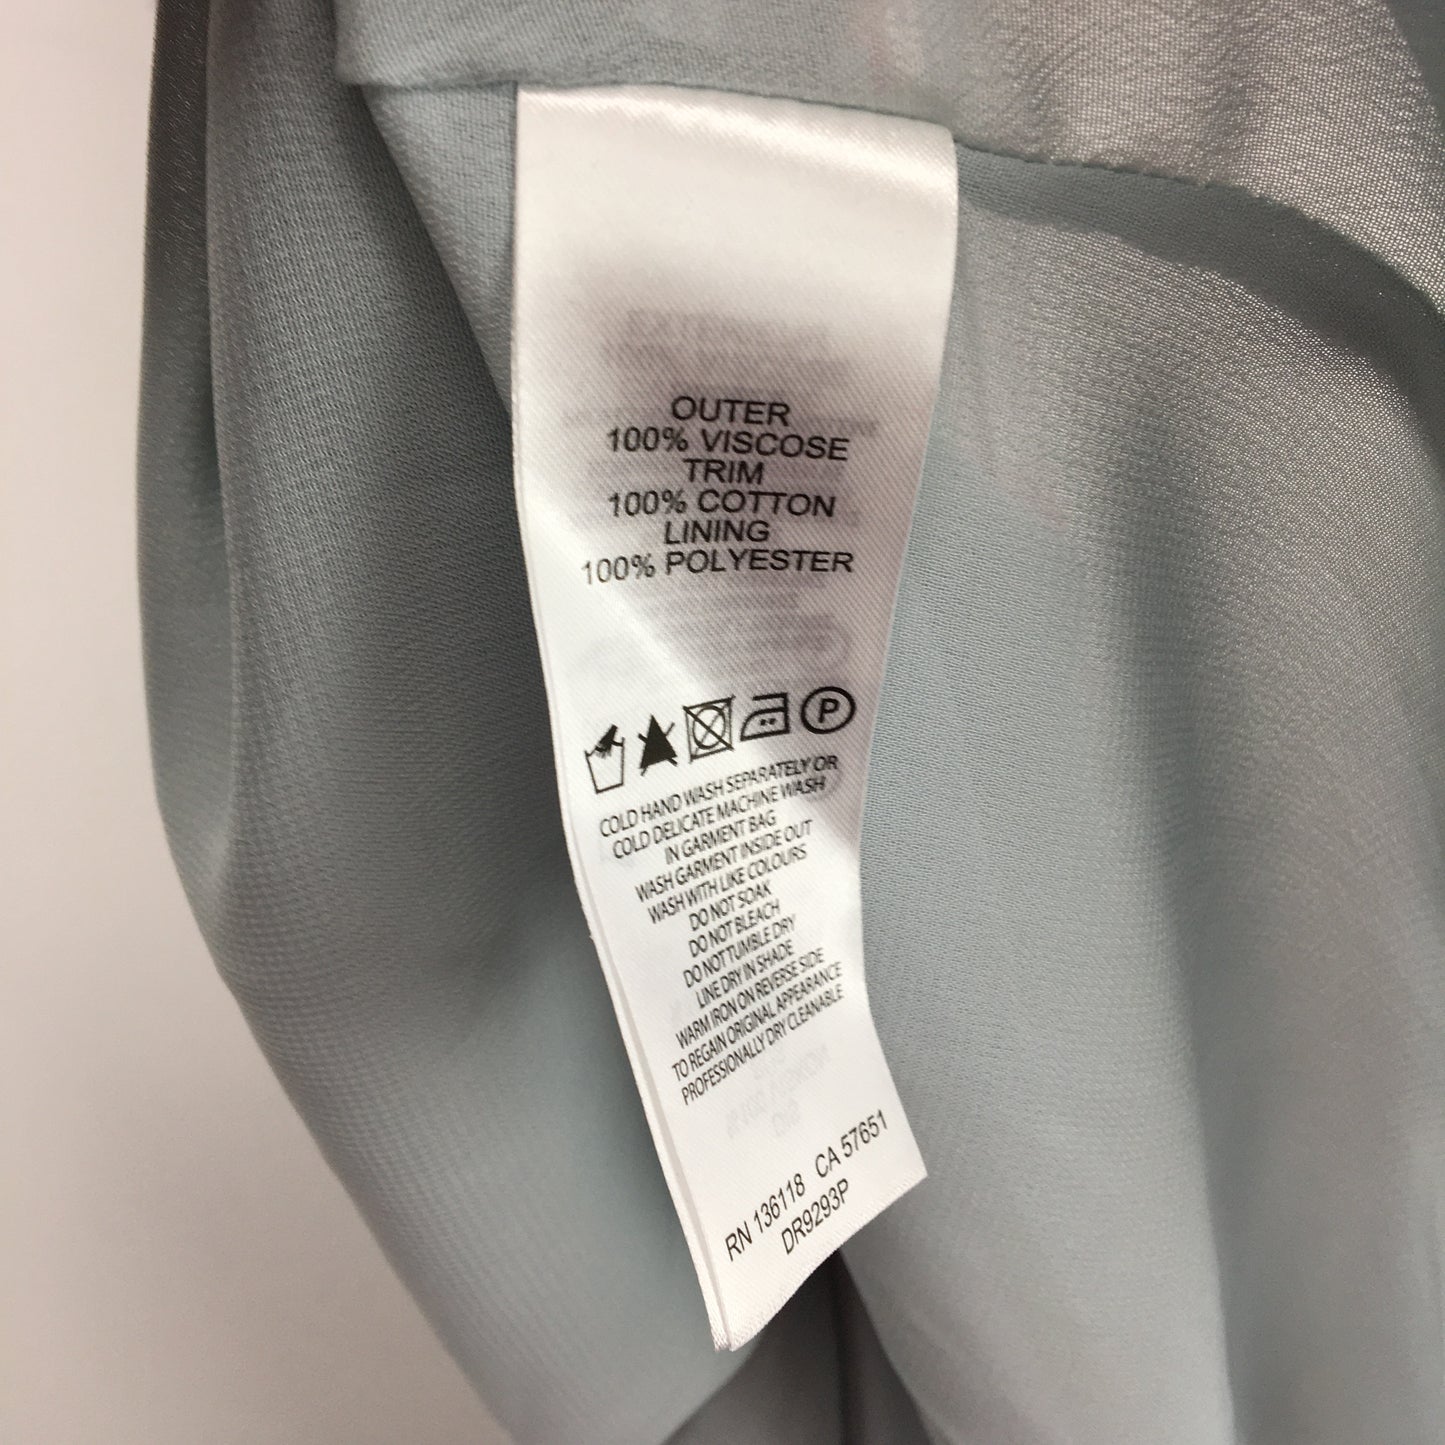 OUTER
100% VISCOSE
TRIM
100% COTTON
LINING
100% POLYESTER
P
COLD HAND WASH SEPARATELY OR
COLD DELICATE MACHINE WASH
IN GARMENT BAG
WASH GARMENT INSIDE OUT
WASH WITH LIKE COLOURS
DO NOT SOAK
DO NOT BLEACH
DO NOT TUMBLE DRY
LINE DRY IN SHADE
WARM IRON ON REVERSE SIDE
TO REGAIN ORIGINAL APPEARANCE
PROFESSIONALLY DRY CLEANABLE
RN 136118 CA 57651
DR9293P